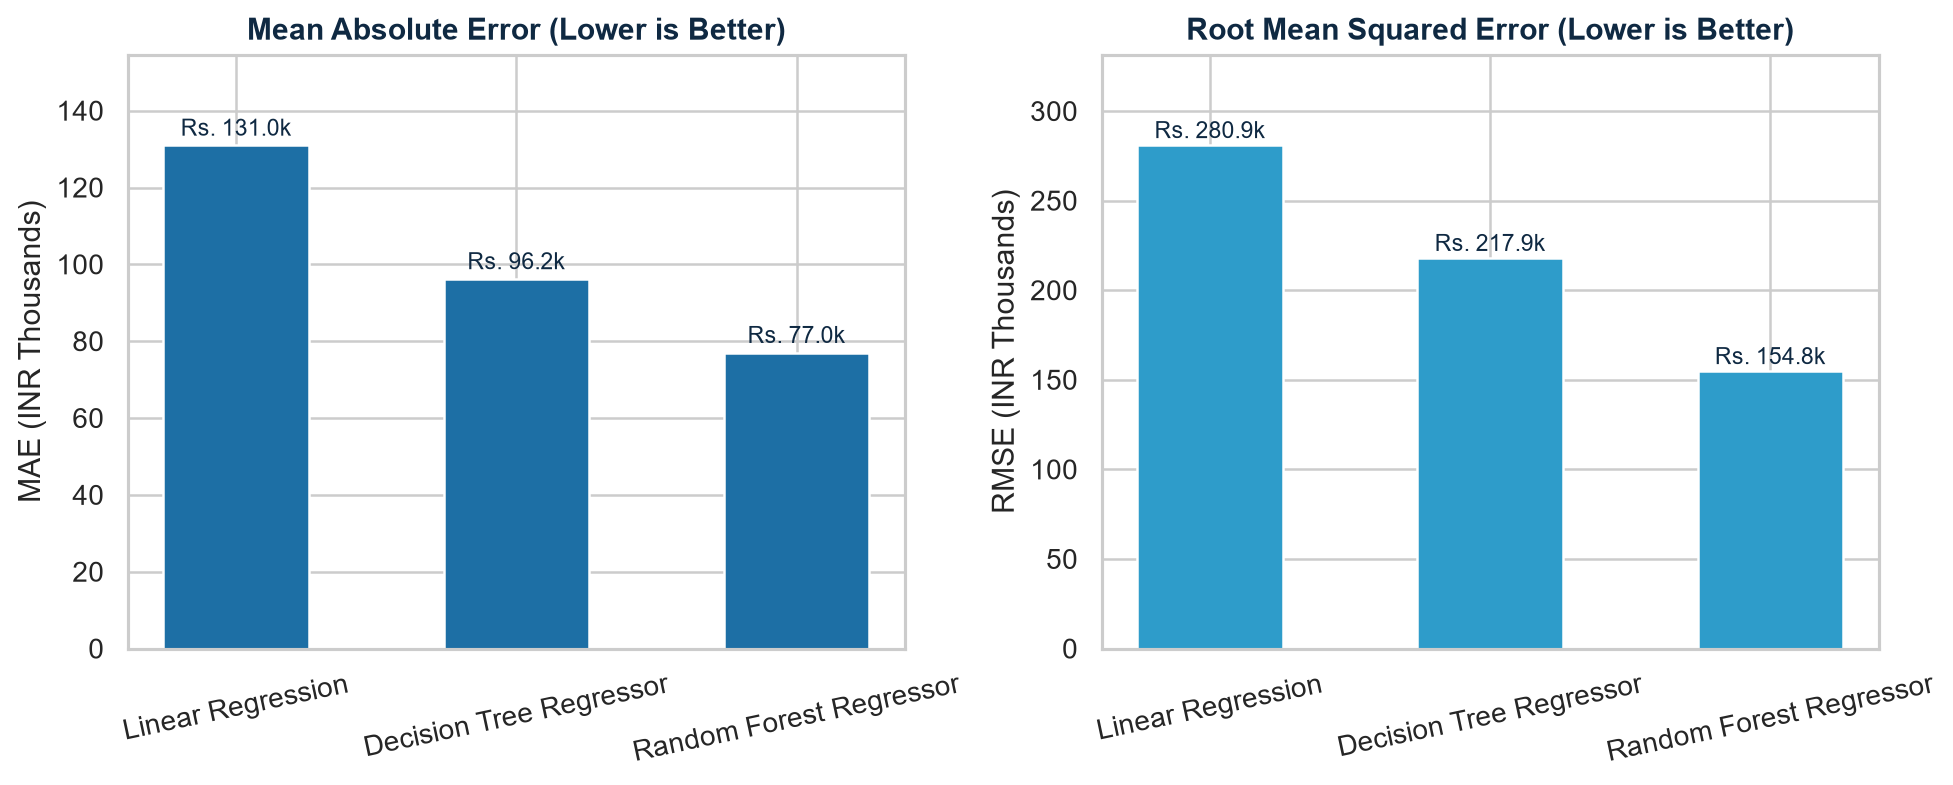 Mean Absolute Error (Lower is Better)
MAE (INR Thousands)
140
120
100
80
60
40
20
0
Rs. 131.0k
Rs. 96.2k
Rs. 77.0k
Linear Regression
Decision Tree Regressor
Random Forest Regressor
Root Mean Squared Error (Lower is Better)
RMSE (INR Thousands)
300
250
200
150
100
50
0
Rs. 280.9k
Rs. 217.9k
Rs. 154.8k
Linear Regression
Decision Tree Regressor
Random Forest Regressor